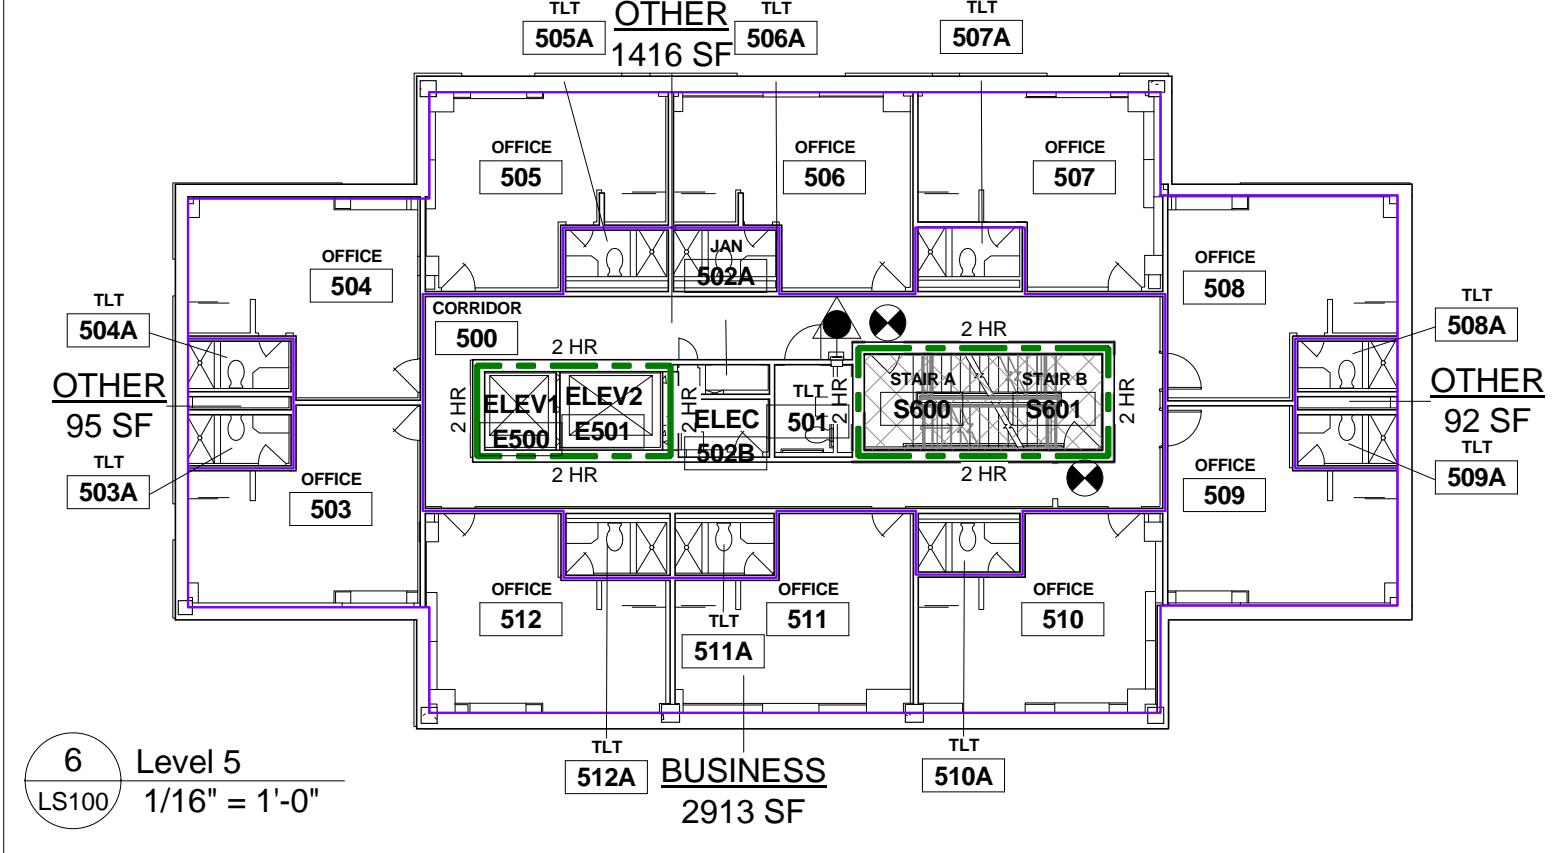 TLT
505A
OTHER
1416 SF
TLT
506A
TLT
507A
OFFICE
505
OFFICE
506
OFFICE
507
OFFICE
504
JAN
502A
OFFICE
508
TLT
504A
TLT
508A
CORRIDOR
500
2 HR
2 HR
OTHER
95 SF
2 HR
ELEV1
E500
ELEV2
E501
2 HR
ELEC
502B
TLT
501
2 HR
STAIR A
S600
STAIR B
S601
2 HR
OTHER
92 SF
TLT
503A
2 HR
2 HR
TLT
509A
OFFICE
503
OFFICE
509
OFFICE
512
OFFICE
511
OFFICE
510
TLT
511A
TLT
512A
BUSINESS
2913 SF
TLT
510A
6
LS100
Level 5
1/16" = 1'-0"